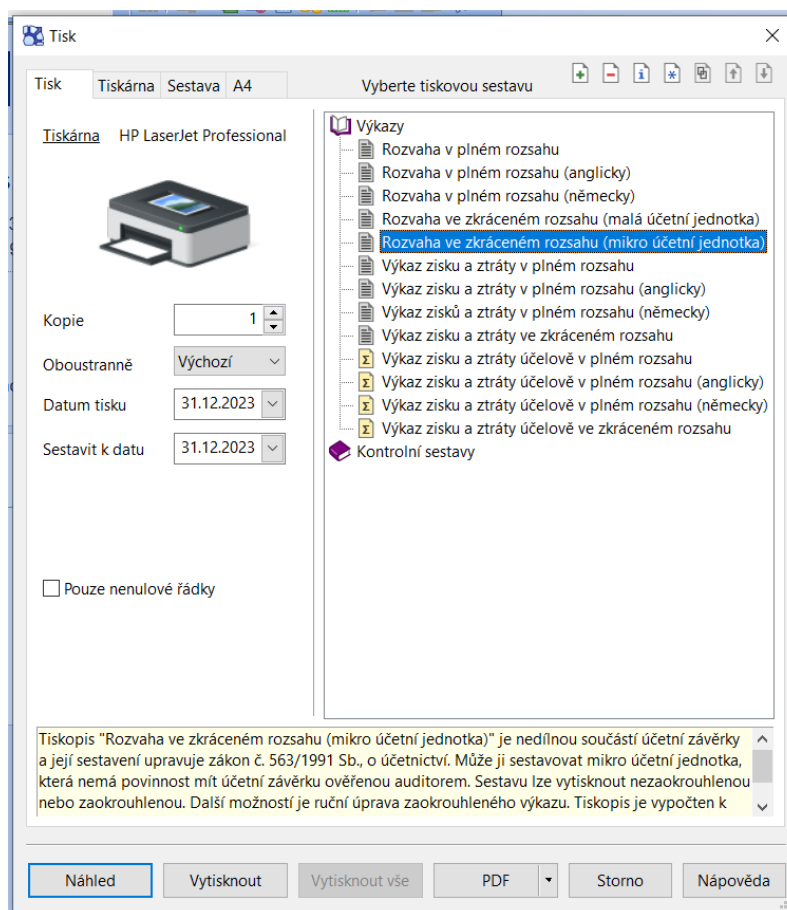 Tisk
Tisk
Tiskárna
Sestava
A4
Vyberte tiskovou sestavu
Tiskárna HP LaserJet Professional
Kopie 1
Oboustranně Výchozí
Datum tisku 31.12.2023
Sestavit k datu 31.12.2023
Pouze nenulové řádky
Výkazy
Rozvaha v plném rozsahu
Rozvaha v plném rozsahu (anglicky)
Rozvaha v plném rozsahu (německy)
Rozvaha ve zkráceném rozsahu (malá účetní jednotka)
Rozvaha ve zkráceném rozsahu (mikro účetní jednotka)
Výkaz zisku a ztráty v plném rozsahu
Výkaz zisku a ztráty v plném rozsahu (anglicky)
Výkaz zisků a ztráty v plném rozsahu (německy)
Výkaz zisku a ztráty ve zkráceném rozsahu
Výkaz zisku a ztráty účelově v plném rozsahu
Výkaz zisku a ztráty účelově v plném rozsahu (anglicky)
Výkaz zisku a ztráty účelově v plném rozsahu (německy)
Výkaz zisku a ztráty účelově ve zkráceném rozsahu
Kontrolní sestavy
Tiskopis "Rozvaha ve zkráceném rozsahu (mikro účetní jednotka)" je nedílnou součástí účetní závěrky
a její sestavení upravuje zákon č. 563/1991 Sb., o účetnictví. Může ji sestavovat mikro účetní jednotka,
která nemá povinnost mít účetní závěrku ověřenou auditorem. Sestavu lze vytisknout nezaokrouhlenou
nebo zaokrouhlenou. Další možností je ruční úprava zaokrouhleného výkazu. Tiskopis je vypočten k
Náhled
Vytisknout
Vytisknout vše
PDF
Storno
Nápověda